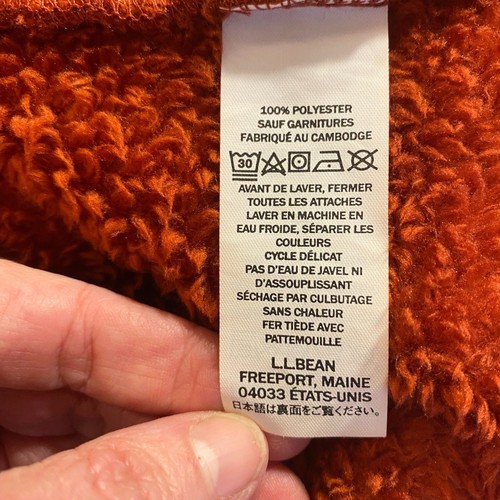 100% POLYESTER
SAUF GARNITURES
FABRIQUÉ AU CAMBODGE
30
AVANT DE LAVER, FERMER
TOUTES LES ATTACHES
LAVER EN MACHINE EN
EAU FROIDE, SÉPARER LES
COULEURS
CYCLE DÉLICAT
PAS D'EAU DE JAVEL NI
D'ASSOUPLISSANT
SÉCHAGE PAR CULBUTAGE
SANS CHALEUR
FER TIÈDE AVEC
PATTEMOUILLE
L.L.BEAN
FREEPORT, MAINE
04033 ÉTATS-UNIS
日本語は裏面をご覧ください。